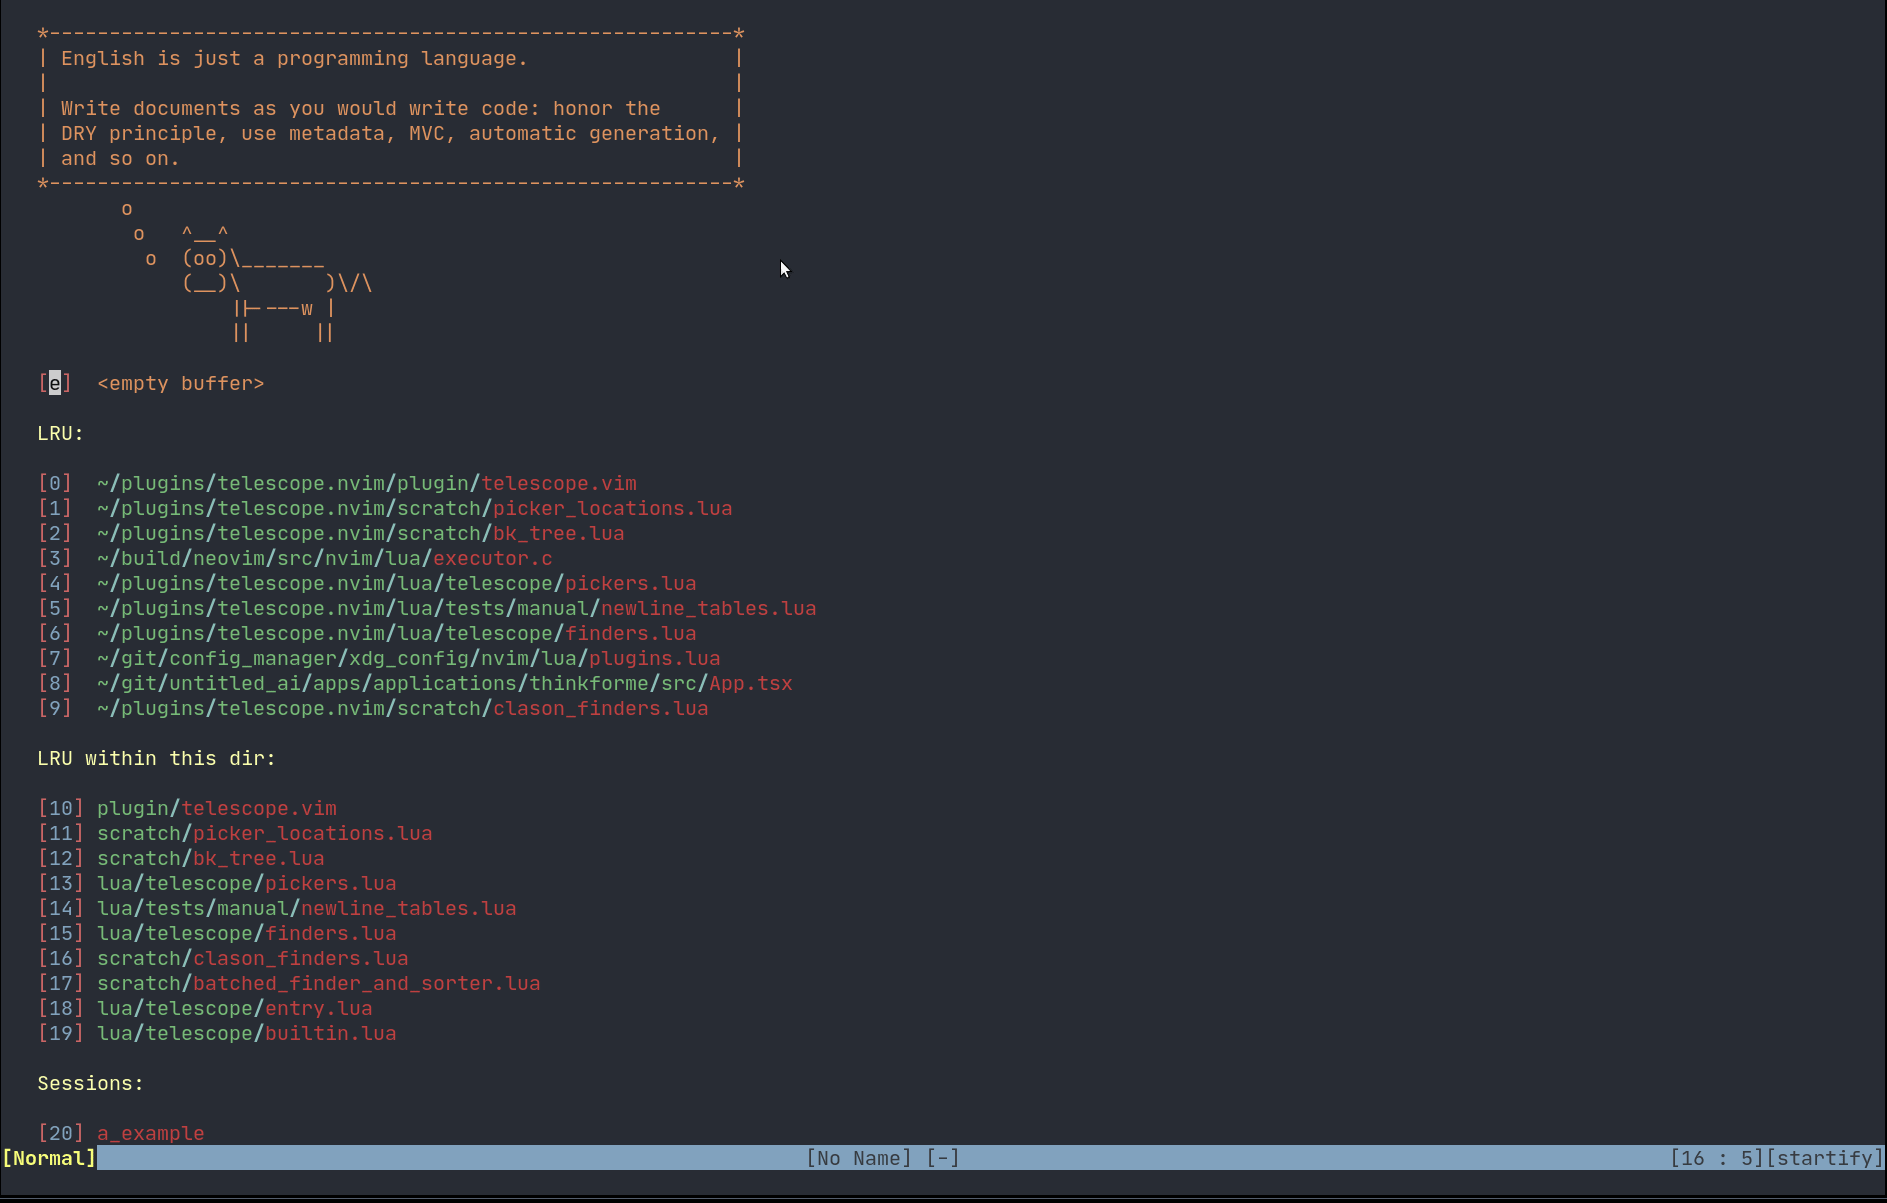 *---------------------------------------------------------*
| English is just a programming language.                 |
|                                                         |
| Write documents as you would write code: honor the      |
| DRY principle, use metadata, MVC, automatic generation, |
| and so on.                                              |
*---------------------------------------------------------*
       o
        o   ^__^
         o  (oo)\_______
            (__)\       )\/\
                ||----w |
                ||     ||
[e]  <empty buffer>
LRU:
[0]  ~/plugins/telescope.nvim/plugin/telescope.vim
[1]  ~/plugins/telescope.nvim/scratch/picker_locations.lua
[2]  ~/plugins/telescope.nvim/scratch/bk_tree.lua
[3]  ~/build/neovim/src/nvim/lua/executor.c
[4]  ~/plugins/telescope.nvim/lua/telescope/pickers.lua
[5]  ~/plugins/telescope.nvim/lua/tests/manual/newline_tables.lua
[6]  ~/plugins/telescope.nvim/lua/telescope/finders.lua
[7]  ~/git/config_manager/xdg_config/nvim/lua/plugins.lua
[8]  ~/git/untitled_ai/apps/applications/thinkforme/src/App.tsx
[9]  ~/plugins/telescope.nvim/scratch/clason_finders.lua
LRU within this dir:
[10] plugin/telescope.vim
[11] scratch/picker_locations.lua
[12] scratch/bk_tree.lua
[13] lua/telescope/pickers.lua
[14] lua/tests/manual/newline_tables.lua
[15] lua/telescope/finders.lua
[16] scratch/clason_finders.lua
[17] scratch/batched_finder_and_sorter.lua
[18] lua/telescope/entry.lua
[19] lua/telescope/builtin.lua
Sessions:
[20] a_example
[Normal] [No Name] [-] [16 : 5][startify]